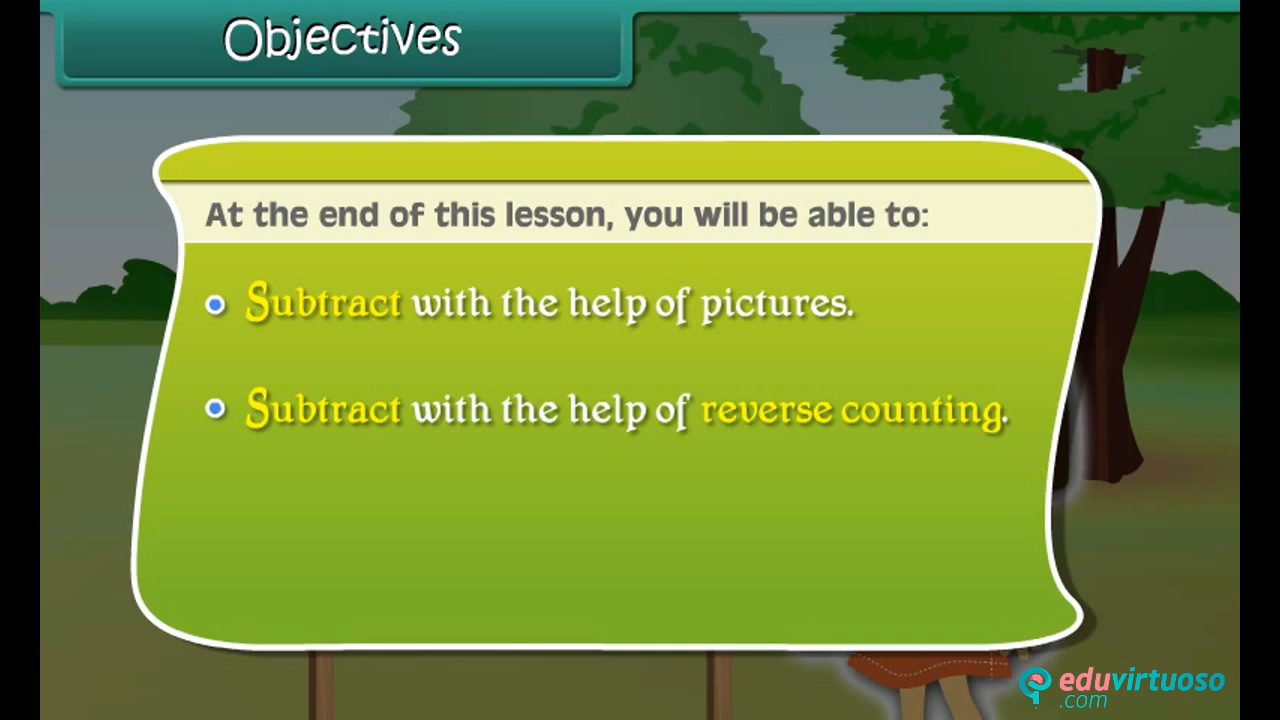 Objectives
At the end of this lesson, you will be able to:
Subtract with the help of pictures.
Subtract with the help of reverse counting.
eduvirtuoso
.com